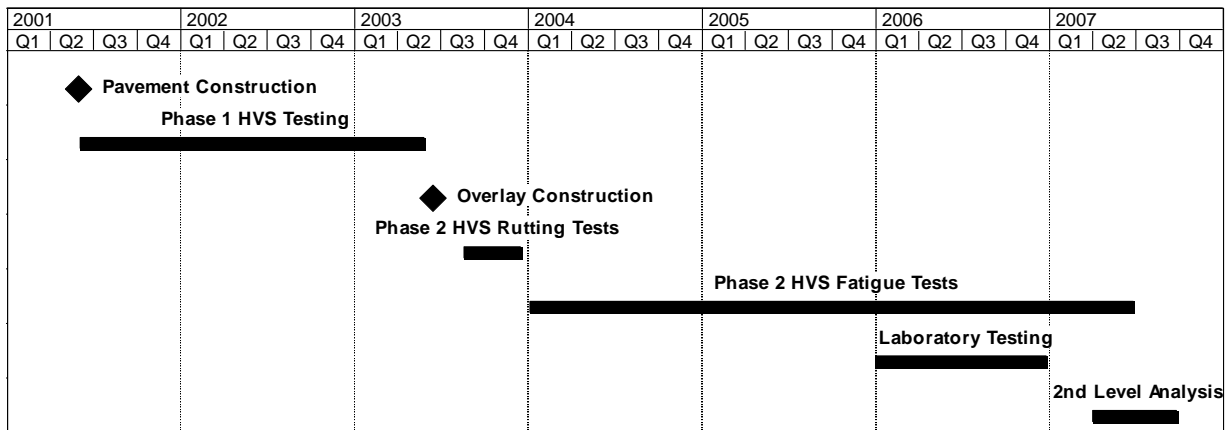 2001 2002 2003 2004 2005 2006 2007
Q1 Q2 Q3 Q4 Q1 Q2 Q3 Q4 Q1 Q2 Q3 Q4 Q1 Q2 Q3 Q4 Q1 Q2 Q3 Q4 Q1 Q2 Q3 Q4 Q1 Q2 Q3 Q4
Pavement Construction
Phase 1 HVS Testing
Overlay Construction
Phase 2 HVS Rutting Tests
Phase 2 HVS Fatigue Tests
Laboratory Testing
2nd Level Analysis